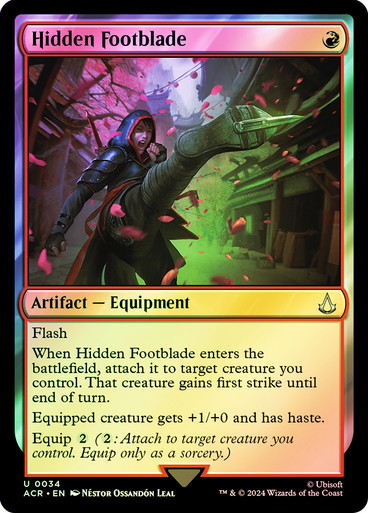 Hidden Footblade
Artifact — Equipment
Flash
When Hidden Footblade enters the
battlefield, attach it to target creature you
control. That creature gains first strike until
end of turn.
Equipped creature gets +1/+0 and has haste.
Equip 2 (2: Attach to target creature you
control. Equip only as a sorcery.)
U 0034
ACR • EN Néstor Ossandón Leal
© Ubisoft
™ & © 2024 Wizards of the Coast